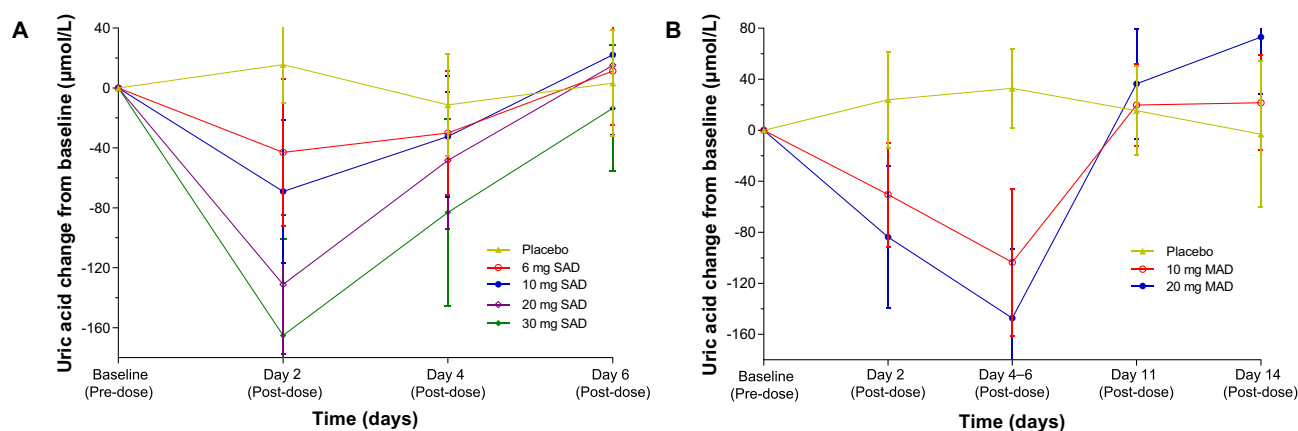 A
Uric acid change from baseline (µmol/L)
40
0
-40
-80
-120
-160
Placebo
6 mg SAD
10 mg SAD
20 mg SAD
30 mg SAD
Baseline
(Pre-dose)
Day 2
(Post-dose)
Day 4
(Post-dose)
Day 6
(Post-dose)
Time (days)
B
Uric acid change from baseline (µmol/L)
80
40
0
-40
-80
-120
-160
Placebo
10 mg MAD
20 mg MAD
Baseline
(Pre-dose)
Day 2
(Post-dose)
Day 4–6
(Post-dose)
Day 11
(Post-dose)
Day 14
(Post-dose)
Time (days)